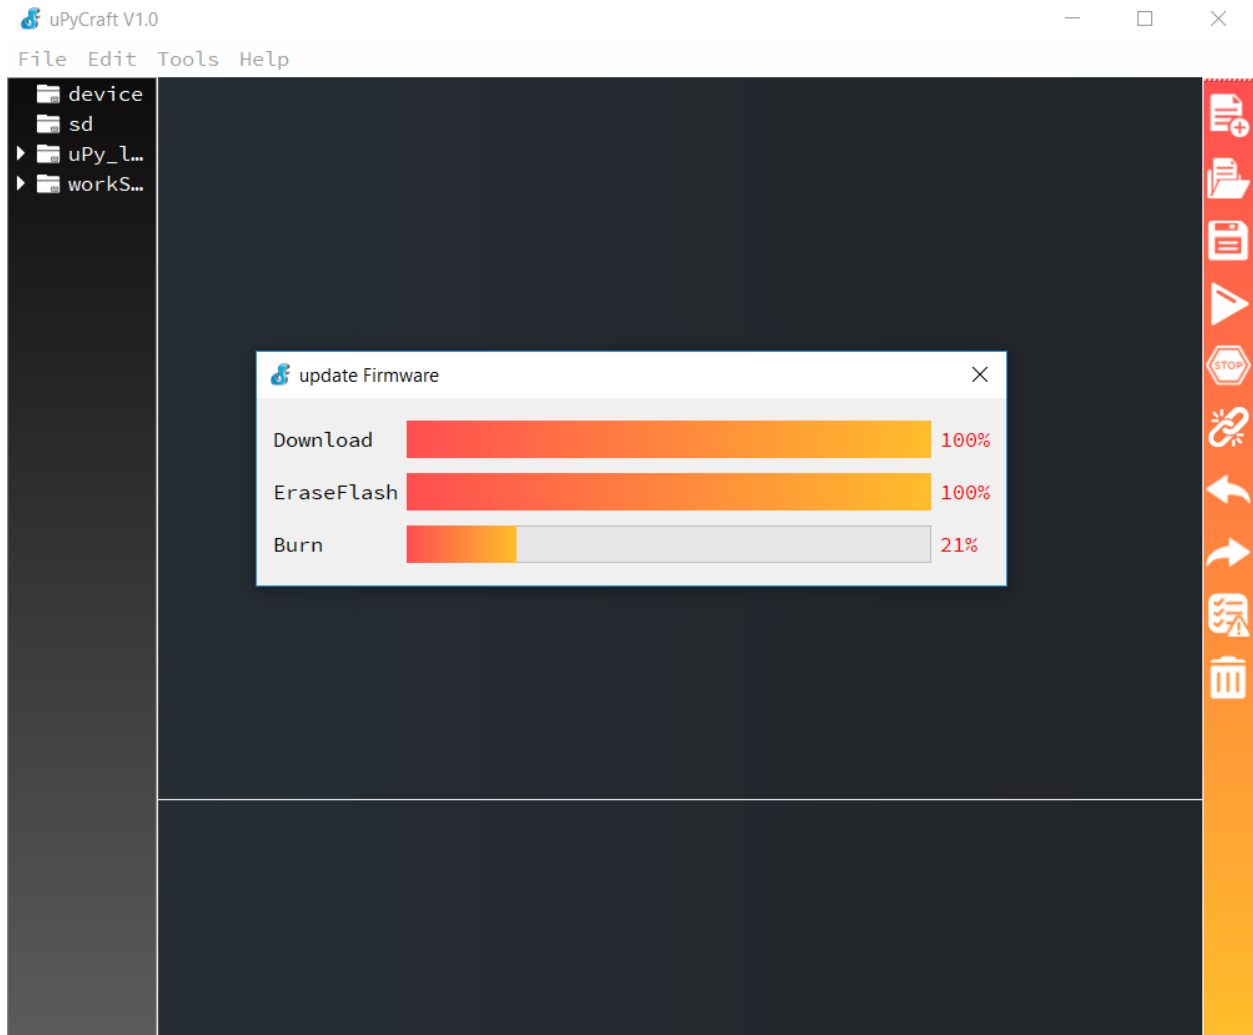 uPyCraft V1.0
File Edit Tools Help
device
sd
uPy_l…
workS…
STOP
update Firmware
Download 100%
EraseFlash 100%
Burn 21%